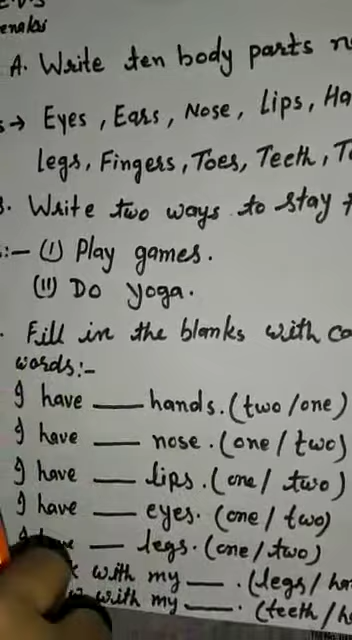 A. Write ten body parts
Eyes, Ears, Nose, Lips,
legs, Fingers, Toes, Teeth,
Write two ways to stay
:- (I) Play games.
(II) Do yoga.
Fill in the blanks with
words:-
I have ___ hands. (two/one)
I have ___ nose. (one/two)
I have ___ lips. (one/two)
I have ___ eyes. (one/two)
___ legs. (one/two)
with my ___. (legs/
with my ___. (teeth/